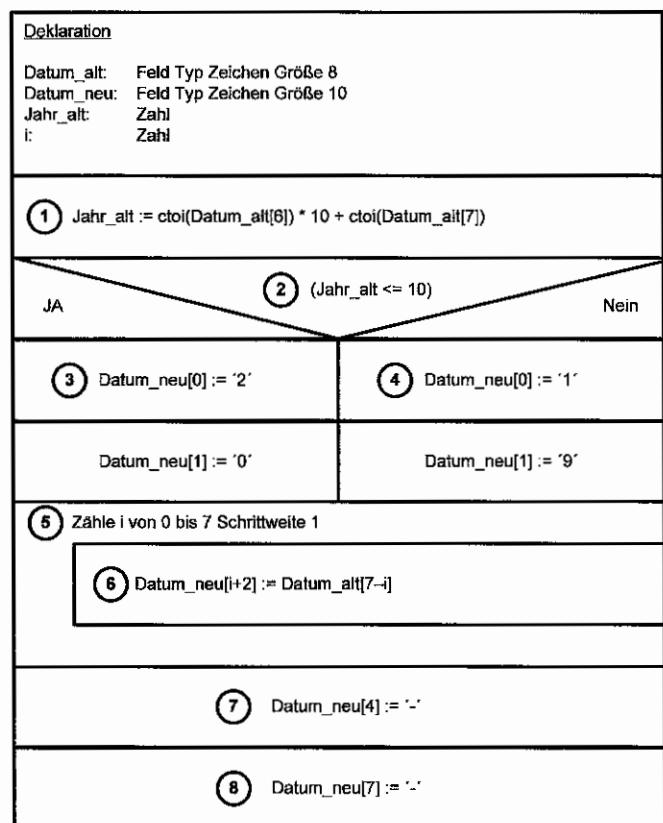 Deklaration
Datum_alt: Feld Typ Zeichen Größe 8
Datum_neu: Feld Typ Zeichen Größe 10
Jahr_alt: Zahl
i: Zahl
1 Jahr_alt := ctoi(Datum_alt[6]) * 10 + ctoi(Datum_alt[7])
2 (Jahr_alt <= 10)
JA Nein
3 Datum_neu[0] := ´2´ 4 Datum_neu[0] := ´1´
Datum_neu[1] := ´0´ Datum_neu[1] := ´9´
5 Zähle i von 0 bis 7 Schrittweite 1
6 Datum_neu[i+2] := Datum_alt[7–i]
7 Datum_neu[4] := ´-´
8 Datum_neu[7] := ´-´